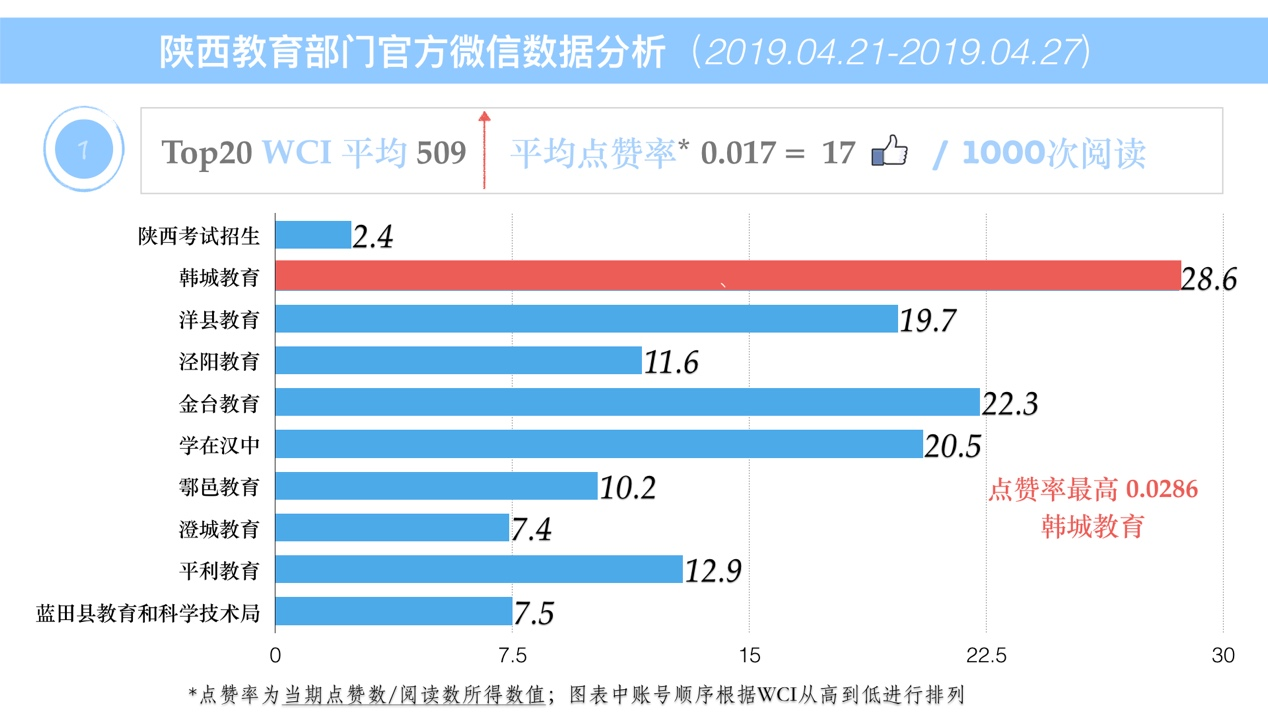 陕西教育部门官方微信数据分析（2019.04.21-2019.04.27）
1
Top20 WCI 平均 509
平均点赞率* 0.017 = 17 / 1000次阅读
陕西考试招生 2.4
韩城教育 28.6
洋县教育 19.7
泾阳教育 11.6
金台教育 22.3
学在汉中 20.5
鄠邑教育 10.2
澄城教育 7.4
平利教育 12.9
蓝田县教育和科学技术局 7.5
点赞率最高 0.0286
韩城教育
0 7.5 15 22.5 30
*点赞率为当期点赞数/阅读数所得数值；图表中账号顺序根据WCI从高到低进行排列